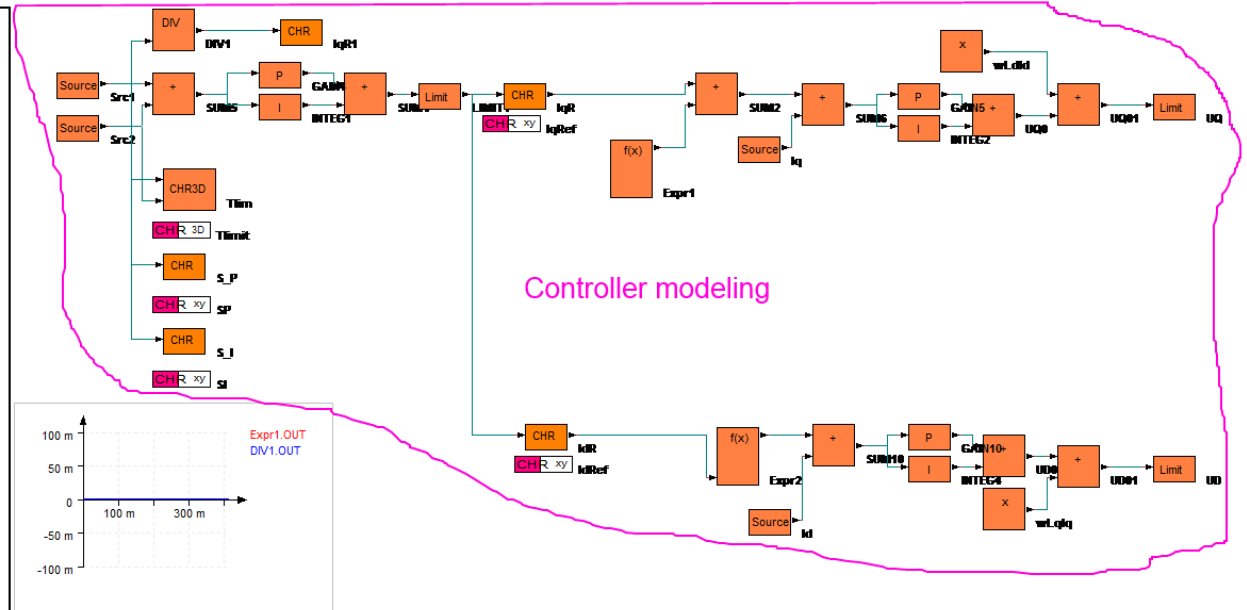 DIV
DIV1
CHR
IqR1
Source
Src1
+
SUM5
P
I
INTEG1
+
Limit
LIMIT1
CHR
IqR
CHR xy
IqRef
Source
Src2
CHR3D
Tlim
CHR 3D
Tlimit
CHR
S_P
CHR xy
SP
CHR
S_I
CHR xy
SI
f(x)
Expr1
+
SUM2
Source
Iq
+
SUM6
P
GAIN5
I
INTEG2
+
UQ0
x
wLdId
+
UQ01
Limit
UQ
Controller modeling
CHR
IdR
CHR xy
IdRef
f(x)
Expr2
+
SUM10
Source
Id
P
GAIN10
I
INTEG4
+
UD0
x
wLqIq
+
UD01
Limit
UD
100 m
50 m
0
-50 m
-100 m
100 m 300 m
Expr1.OUT
DIV1.OUT